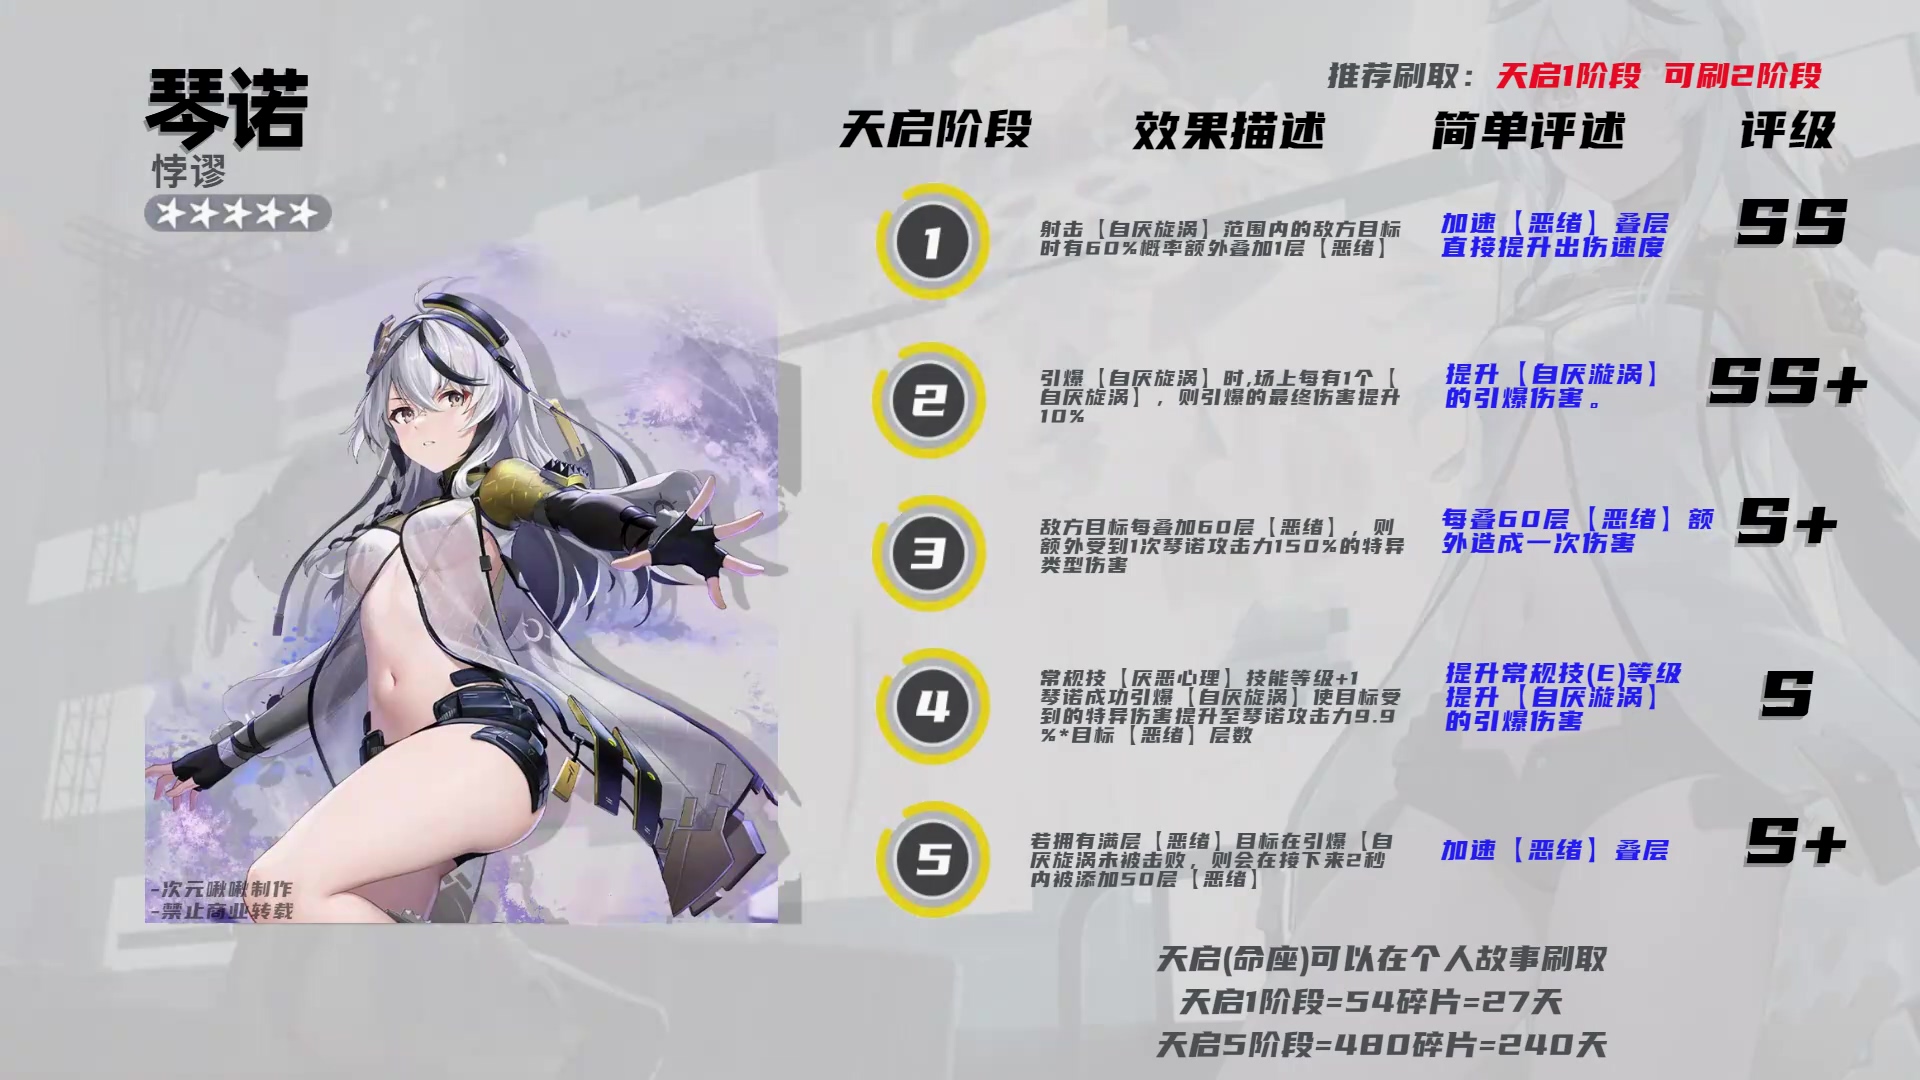 琴诺
悖谬
推荐刷取：天启1阶段 可刷2阶段
天启阶段 效果描述 简单评述 评级
1
射击【自厌旋涡】范围内的敌方目标
时有60%概率额外叠加1层【恶绪】
加速【恶绪】叠层
直接提升出伤速度
SS
2
引爆【自厌旋涡】时,场上每有1个【
自厌旋涡】，则引爆的最终伤害提升
10%
提升【自厌漩涡】
的引爆伤害。
SS+
3
敌方目标每叠加60层【恶绪】，则
额外受到1次琴诺攻击力150%的特异
类型伤害
每叠60层【恶绪】额
外造成一次伤害
S+
4
常规技【厌恶心理】技能等级+1
琴诺成功引爆【自厌旋涡】使目标受
到的特异伤害提升至琴诺攻击力9.9
%*目标【恶绪】层数
提升常规技(E)等级
提升【自厌漩涡】
的引爆伤害
S
5
若拥有满层【恶绪】目标在引爆【自
厌旋涡未被击败，则会在接下来2秒
内被添加50层【恶绪】
加速【恶绪】叠层
S+
-次元啾啾制作
-禁止商业转载
天启(命座)可以在个人故事刷取
天启1阶段=54碎片=27天
天启5阶段=480碎片=240天